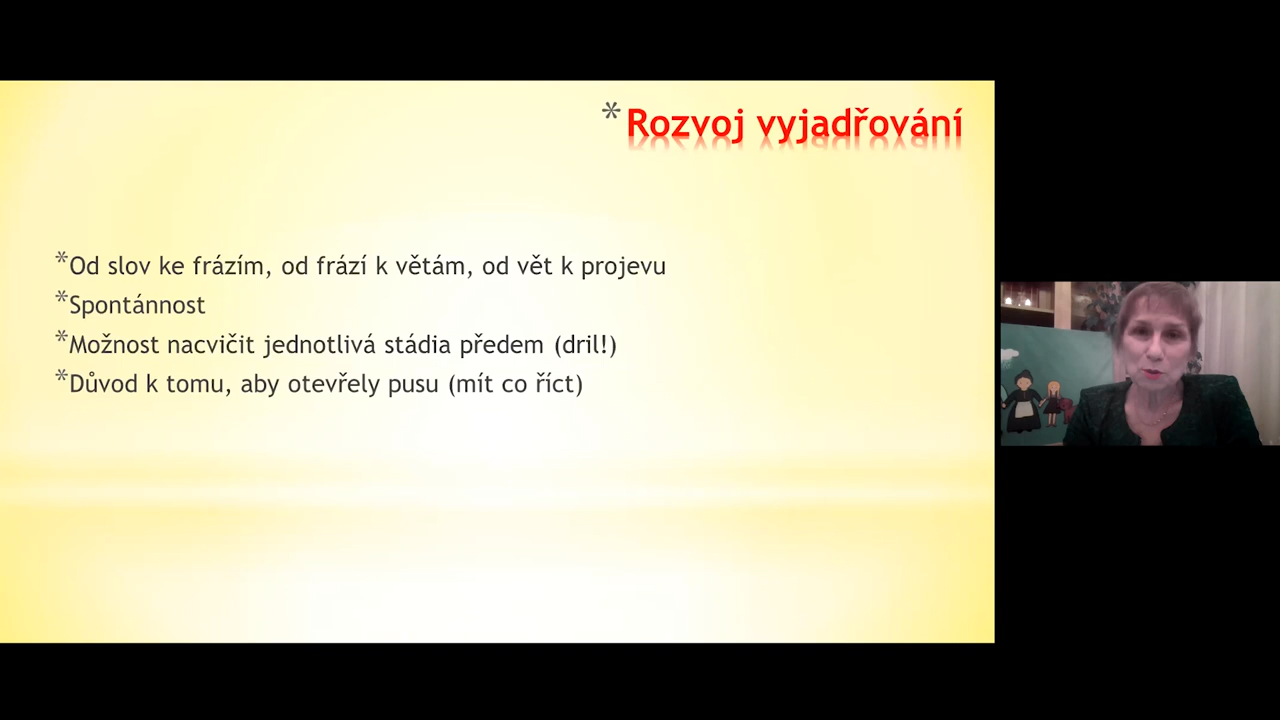 * Rozvoj vyjadřování
*Od slov ke frázím, od frází k větám, od vět k projevu
*Spontánnost
*Možnost nacvičit jednotlivá stádia předem (dril!)
*Důvod k tomu, aby otevřely pusu (mít co říct)